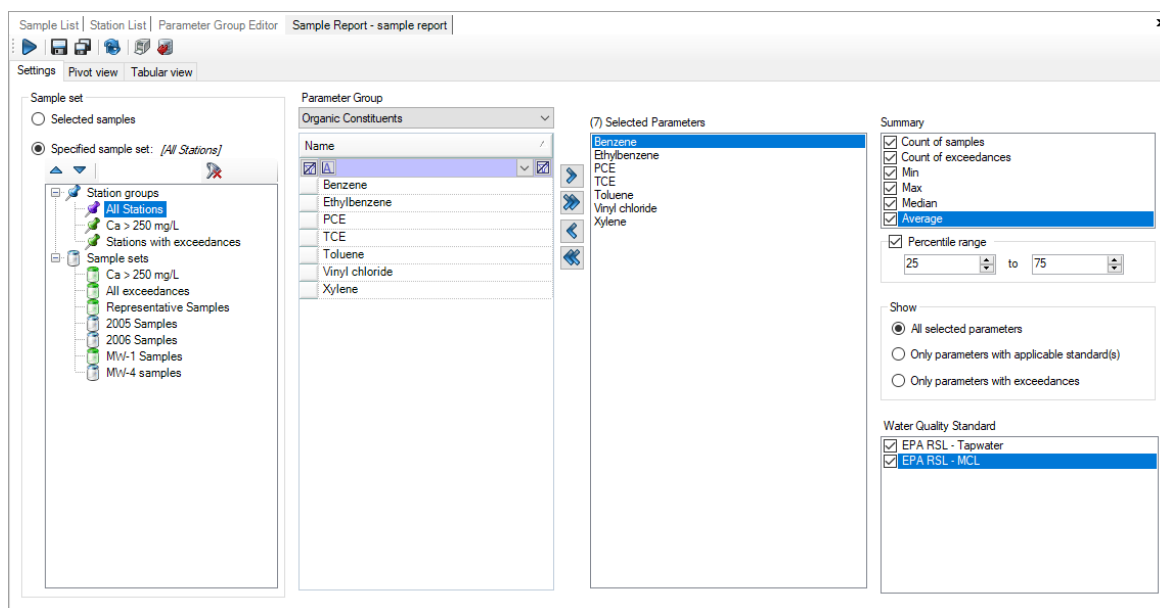 Sample List
Station List
Parameter Group Editor
Sample Report - sample report
Settings
Pivot view
Tabular view
Sample set
Selected samples
Specified sample set: [All Stations]
Station groups
All Stations
Ca > 250 mg/L
Stations with exceedances
Sample sets
Ca > 250 mg/L
All exceedances
Representative Samples
2005 Samples
2006 Samples
MW-1 Samples
MW-4 samples
Parameter Group
Organic Constituents
Name
A
Benzene
Ethylbenzene
PCE
TCE
Toluene
Vinyl chloride
Xylene
(7) Selected Parameters
Benzene
Ethylbenzene
PCE
TCE
Toluene
Vinyl chloride
Xylene
Summary
Count of samples
Count of exceedances
Min
Max
Median
Average
Percentile range
25 to 75
Show
All selected parameters
Only parameters with applicable standard(s)
Only parameters with exceedances
Water Quality Standard
EPA RSL - Tapwater
EPA RSL - MCL